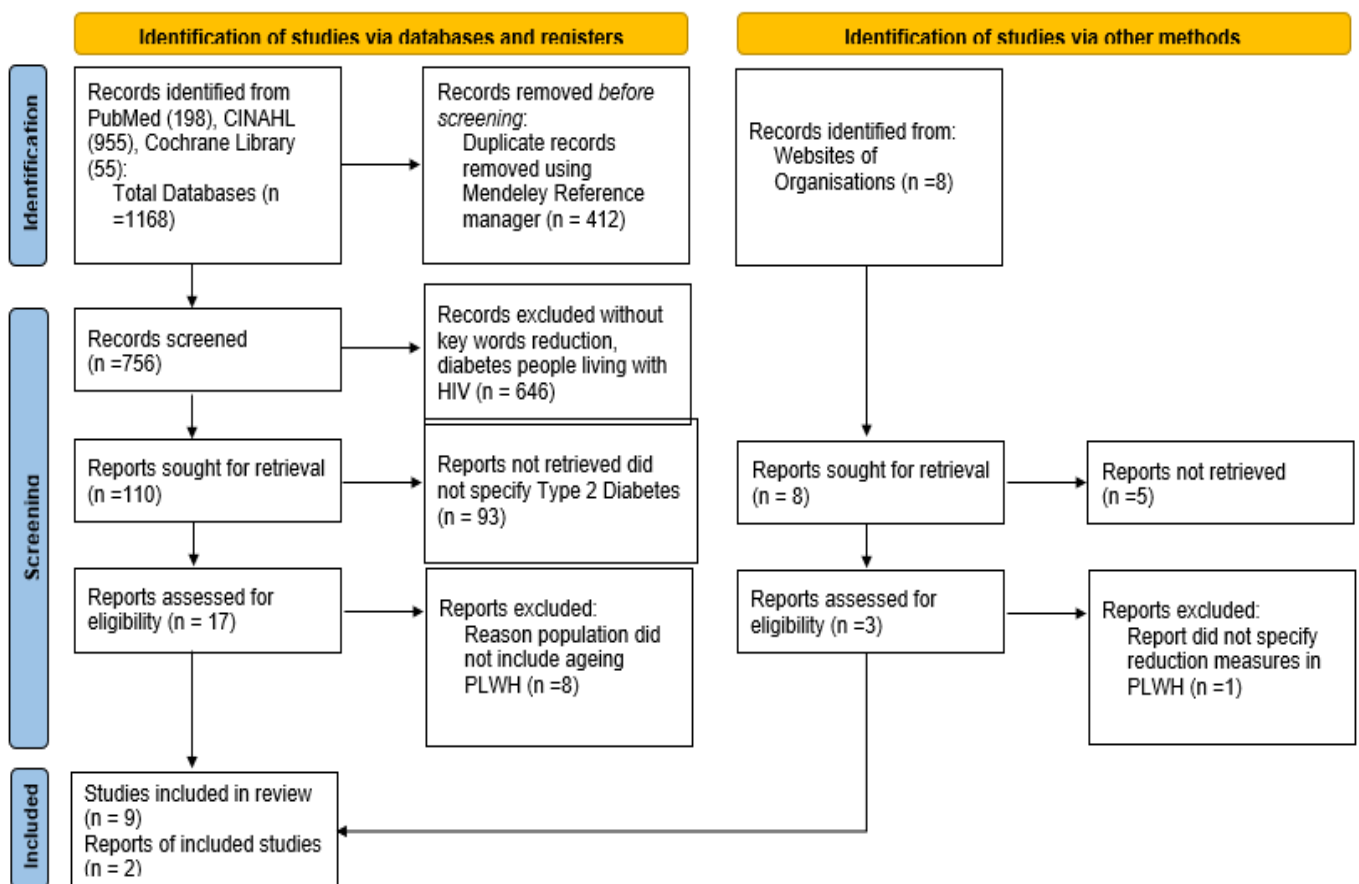 Identification of studies via databases and registers
Identification of studies via other methods
Identification
Records identified from
PubMed (198), CINAHL
(955), Cochrane Library
(55):
Total Databases (n
=1168)
Records removed before
screening:
Duplicate records
removed using
Mendeley Reference
manager (n = 412)
Records identified from:
Websites of
Organisations (n =8)
Screening
Records screened
(n =756)
Records excluded without
key words reduction,
diabetes people living with
HIV (n = 646)
Reports sought for retrieval
(n =110)
Reports not retrieved did
not specify Type 2 Diabetes
(n = 93)
Reports sought for retrieval
(n = 8)
Reports not retrieved
(n =5)
Reports assessed for
eligibility (n = 17)
Reports excluded:
Reason population did
not include ageing
PLWH (n =8)
Reports assessed for
eligibility (n =3)
Reports excluded:
Report did not specify
reduction measures in
PLWH (n =1)
Included
Studies included in review
(n = 9)
Reports of included studies
(n = 2)